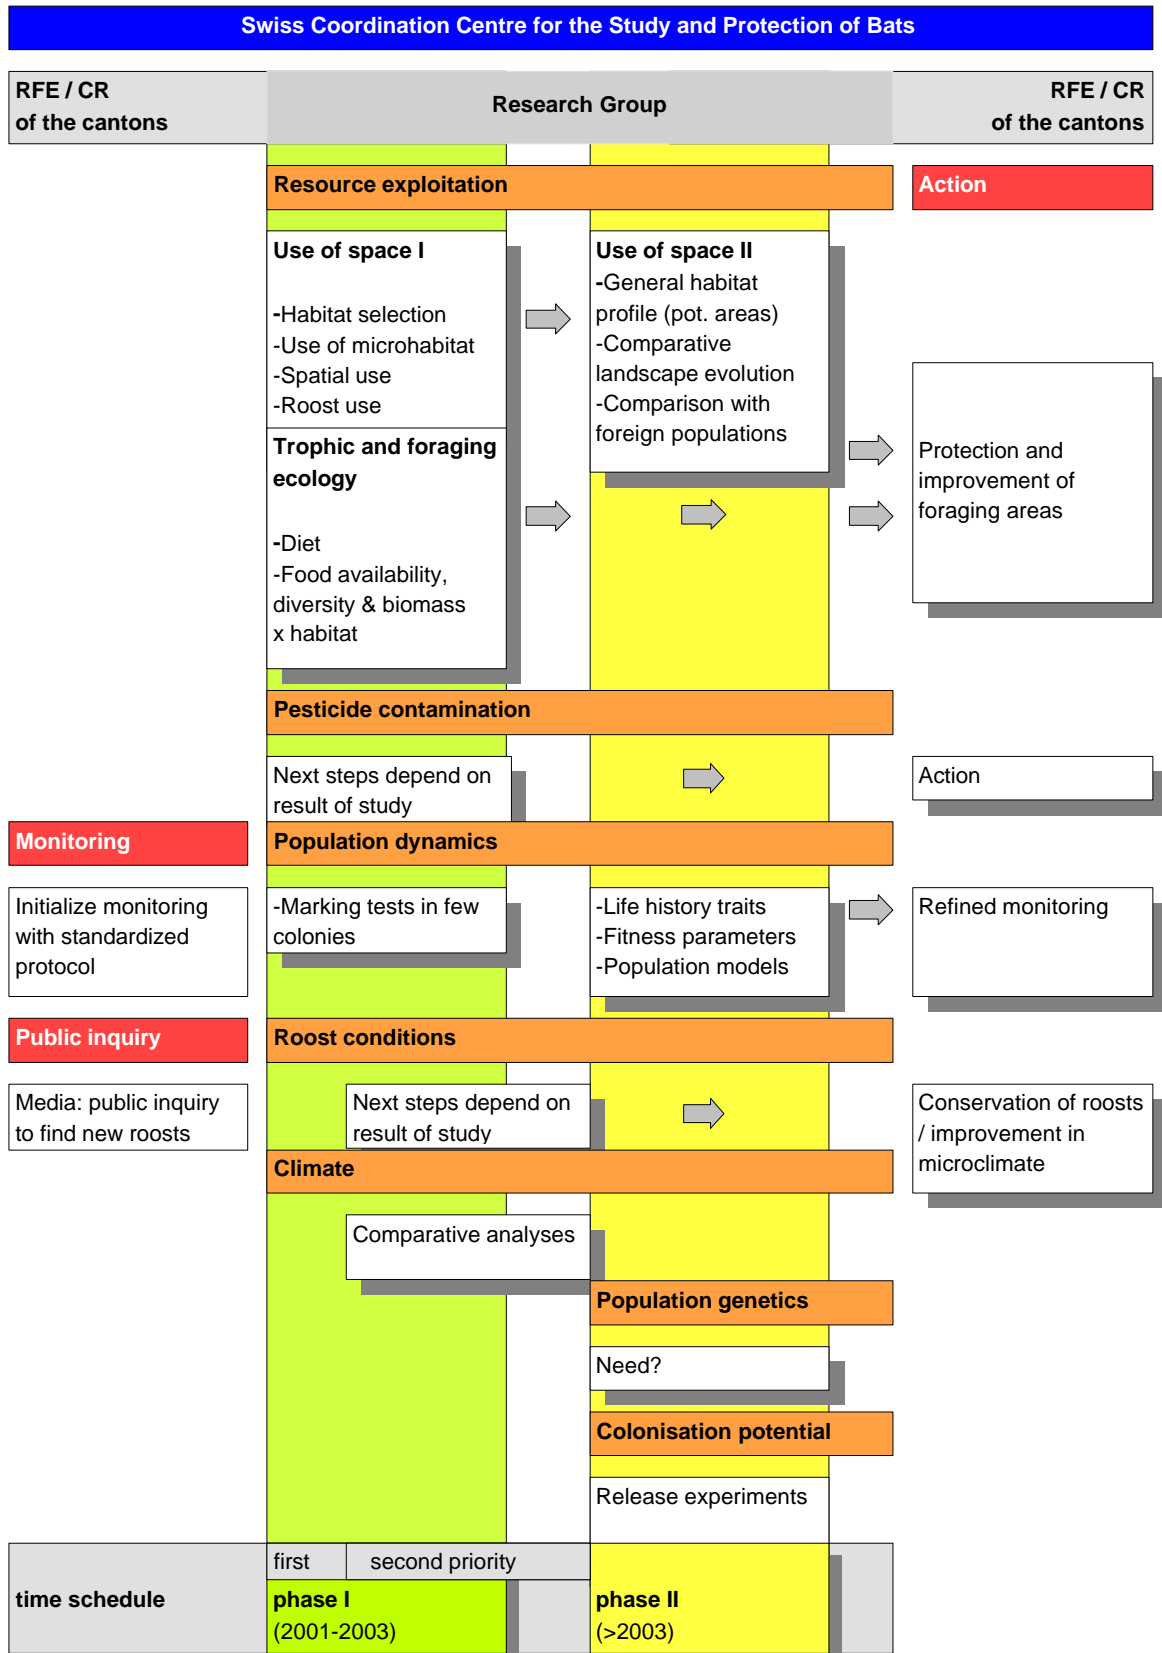 Swiss Coordination Centre for the Study and Protection of Bats
RFE / CR
of the cantons
Research Group
RFE / CR
of the cantons
Resource exploitation
Action
Use of space I
-Habitat selection
-Use of microhabitat
-Spatial use
-Roost use
Use of space II
-General habitat
profile (pot. areas)
-Comparative
landscape evolution
-Comparison with
foreign populations
Trophic and foraging
ecology
-Diet
-Food availability,
diversity & biomass
x habitat
Protection and
improvement of
foraging areas
Pesticide contamination
Next steps depend on
result of study
Action
Monitoring
Population dynamics
Initialize monitoring
with standardized
protocol
-Marking tests in few
colonies
-Life history traits
-Fitness parameters
-Population models
Refined monitoring
Public inquiry
Roost conditions
Media: public inquiry
to find new roosts
Next steps depend on
result of study
Conservation of roosts
/ improvement in
microclimate
Climate
Comparative analyses
Population genetics
Need?
Colonisation potential
Release experiments
time schedule
first
second priority
phase I
(2001-2003)
phase II
(>2003)